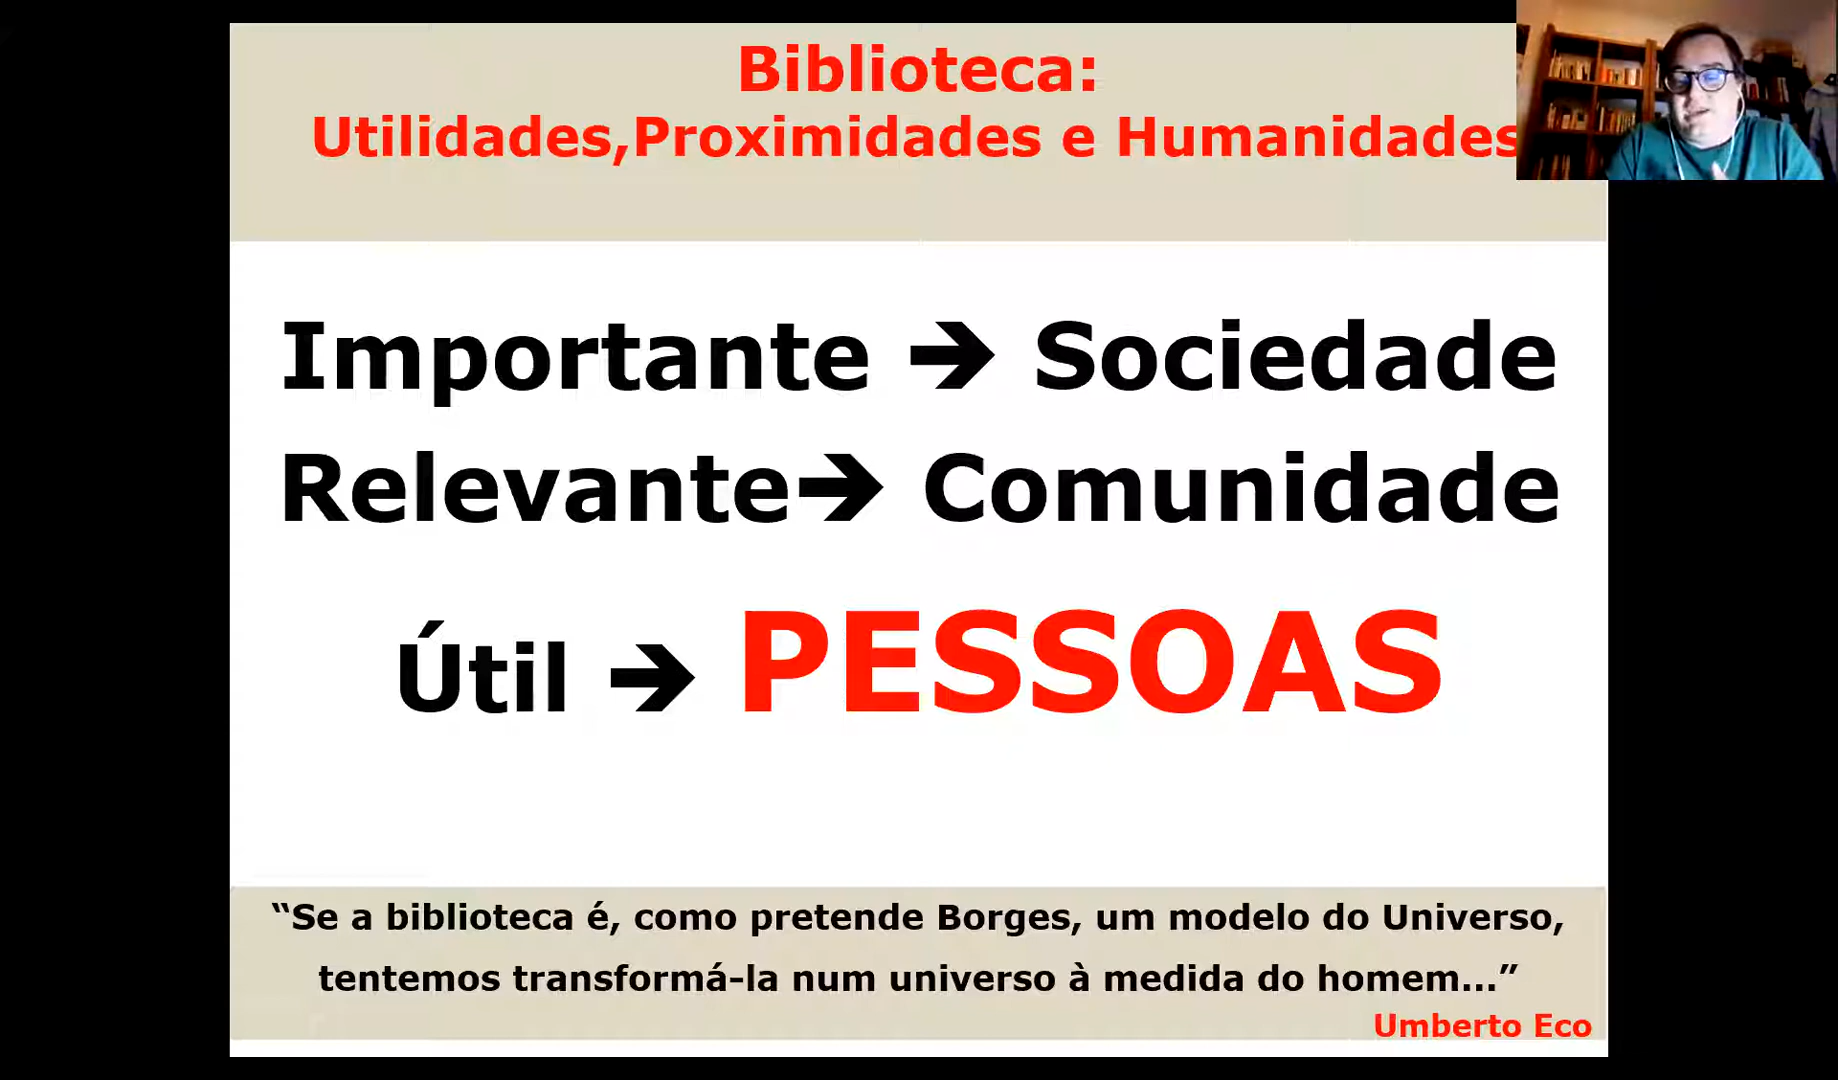 Biblioteca:
Utilidades,Proximidades e Humanidades
Importante ➔ Sociedade
Relevante➔ Comunidade
Útil ➔ PESSOAS
“Se a biblioteca é, como pretende Borges, um modelo do Universo,
tentemos transformá-la num universo à medida do homem...”
Umberto Eco